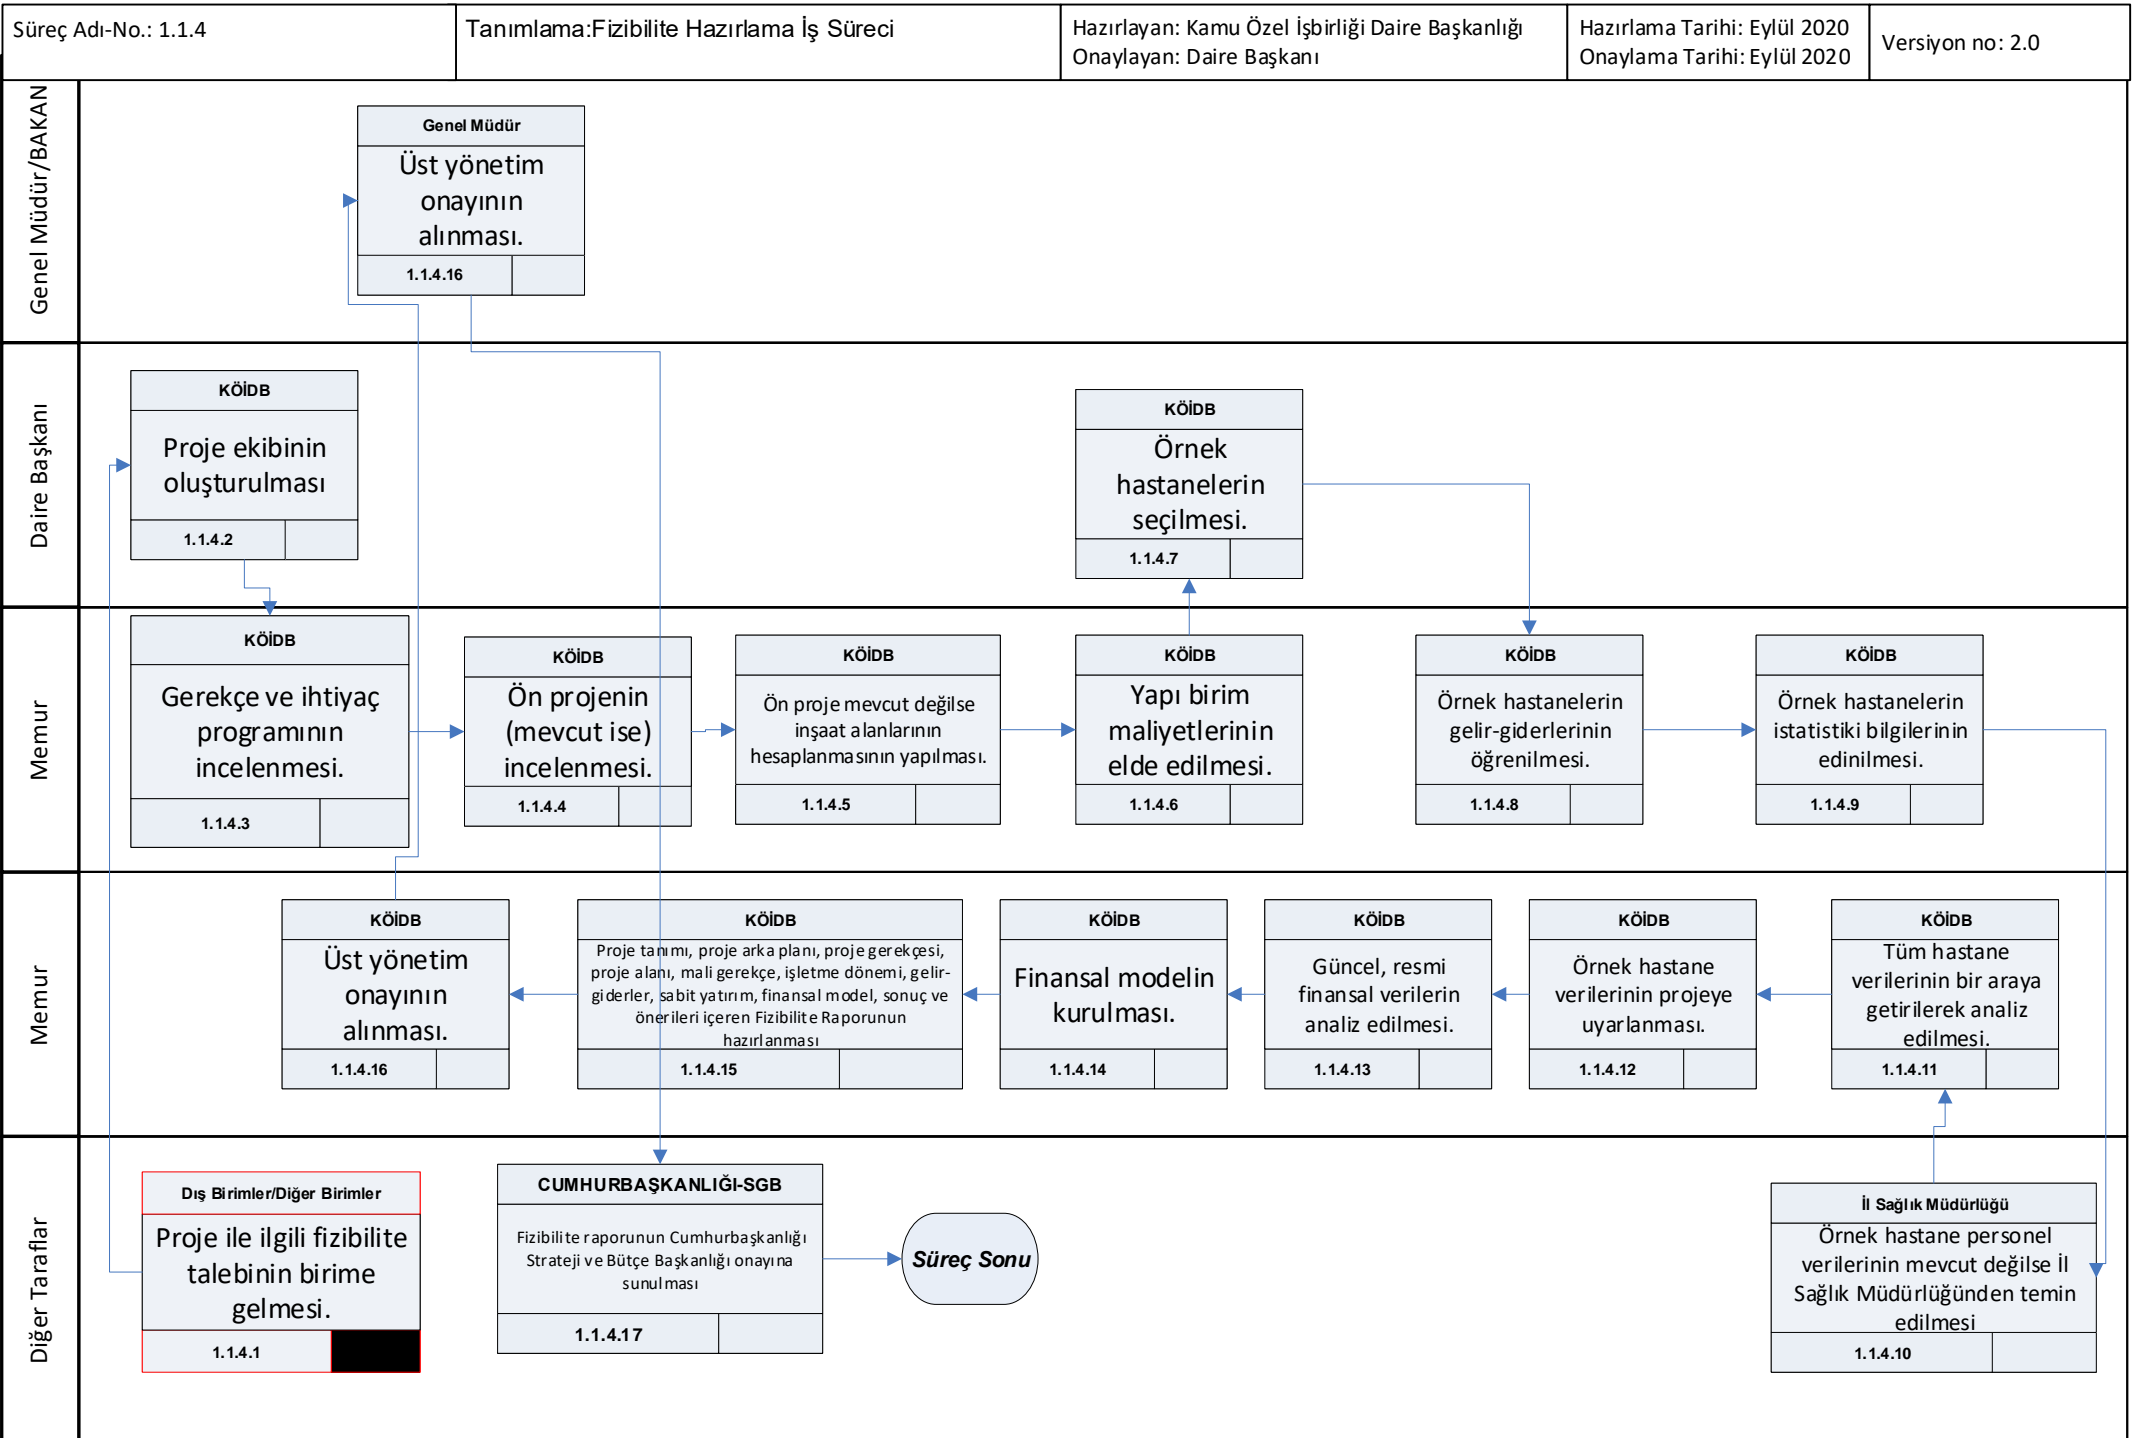 Süreç Adı-No.: 1.1.4
Tanımlama:Fizibilite Hazırlama İş Süreci
Hazırlayan: Kamu Özel İşbirliği Daire Başkanlığı
Onaylayan: Daire Başkanı
Hazırlama Tarihi: Eylül 2020
Onaylama Tarihi: Eylül 2020
Versiyon no: 2.0
Genel Müdür/BAKAN
Genel Müdür
Üst yönetim
onayının
alınması.
1.1.4.16
Daire Başkanı
KÖİDB
Proje ekibinin
oluşturulması
1.1.4.2
KÖİDB
Örnek
hastanelerin
seçilmesi.
1.1.4.7
Memur
KÖİDB
Gerekçe ve ihtiyaç
programının
incelenmesi.
1.1.4.3
KÖİDB
Ön projenin
(mevcut ise)
incelenmesi.
1.1.4.4
KÖİDB
Ön proje mevcut değilse
inşaat alanlarının
hesaplanmasının yapılması.
1.1.4.5
KÖİDB
Yapı birim
maliyetlerinin
elde edilmesi.
1.1.4.6
KÖİDB
Örnek hastanelerin
gelir-giderlerinin
öğrenilmesi.
1.1.4.8
KÖİDB
Örnek hastanelerin
istatistiki bilgilerinin
edinilmesi.
1.1.4.9
Memur
KÖİDB
Üst yönetim
onayının
alınması.
1.1.4.16
KÖİDB
Proje tanımı, proje arka planı, proje gerekçesi,
proje alanı, mali gerekçe, işletme dönemi, gelir-
giderler, sabit yatırım, finansal model, sonuç ve
önerileri içeren Fizibilite Raporunun
hazırlanması
1.1.4.15
KÖİDB
Finansal modelin
kurulması.
1.1.4.14
KÖİDB
Güncel, resmi
finansal verilerin
analiz edilmesi.
1.1.4.13
KÖİDB
Örnek hastane
verilerinin projeye
uyarlanması.
1.1.4.12
KÖİDB
Tüm hastane
verilerinin bir araya
getirilerek analiz
edilmesi.
1.1.4.11
Diğer Taraflar
Dış Birimler/Diğer Birimler
Proje ile ilgili fizibilite
talebinin birime
gelmesi.
1.1.4.1
CUMHURBAŞKANLIĞI-SGB
Fizibilite raporunun Cumhurbaşkanlığı
Strateji ve Bütçe Başkanlığı onayına
sunulması
1.1.4.17
Süreç Sonu
İl Sağlık Müdürlüğü
Örnek hastane personel
verilerinin mevcut değilse İl
Sağlık Müdürlüğünden temin
edilmesi
1.1.4.10